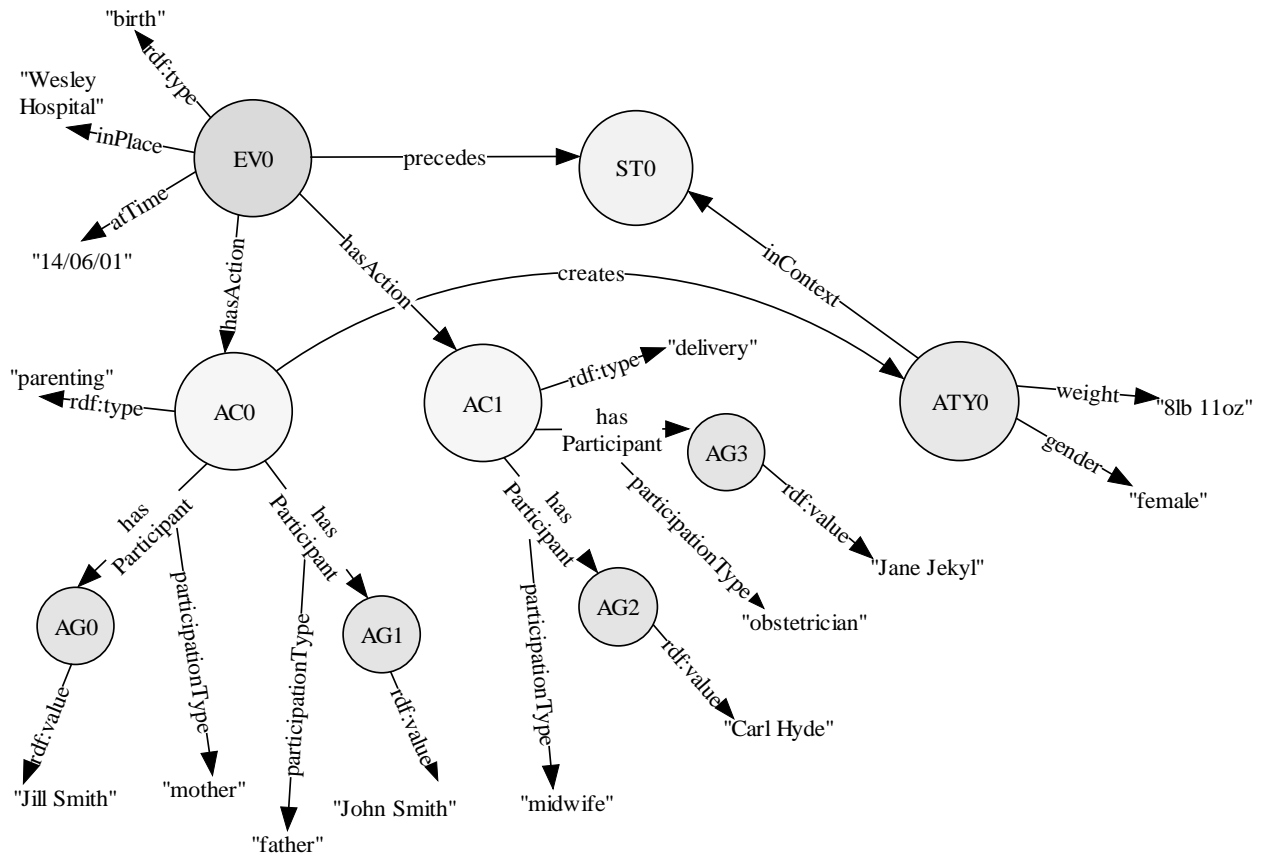 "birth"
rdf:type
"Wesley
Hospital"
inPlace
EV0
precedes
ST0
atTime
"14/06/01"
hasAction
hasAction
inContext
creates
"parenting"
rdf:type
AC0
AC1
rdf:type
"delivery"
ATY0
weight
"8lb 11oz"
gender
"female"
has
Participant
AG3
rdf:value
"Jane Jekyl"
participationType
"obstetrician"
has
Participant
has
Participant
has
Participant
AG0
AG1
AG2
participationType
participationType
participationType
rdf:value
rdf:value
rdf:value
"Carl Hyde"
"Jill Smith"
"mother"
"John Smith"
"midwife"
"father"